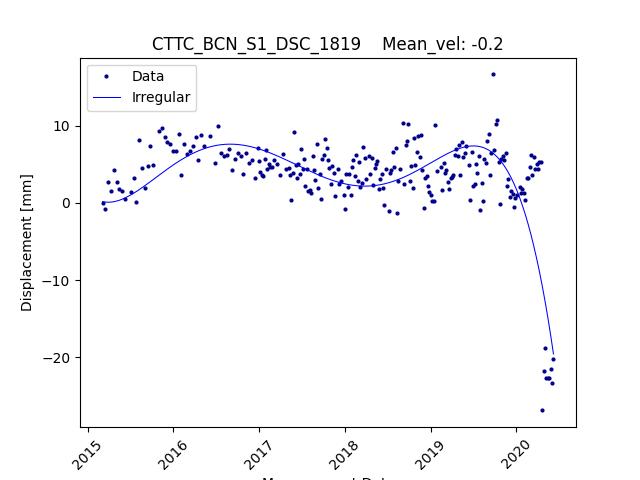 CTTC_BCN_S1_DSC_1819    Mean_vel: -0.2
Data
Irregular
10
0
−10
−20
Displacement [mm]
2015
2016
2017
2018
2019
2020